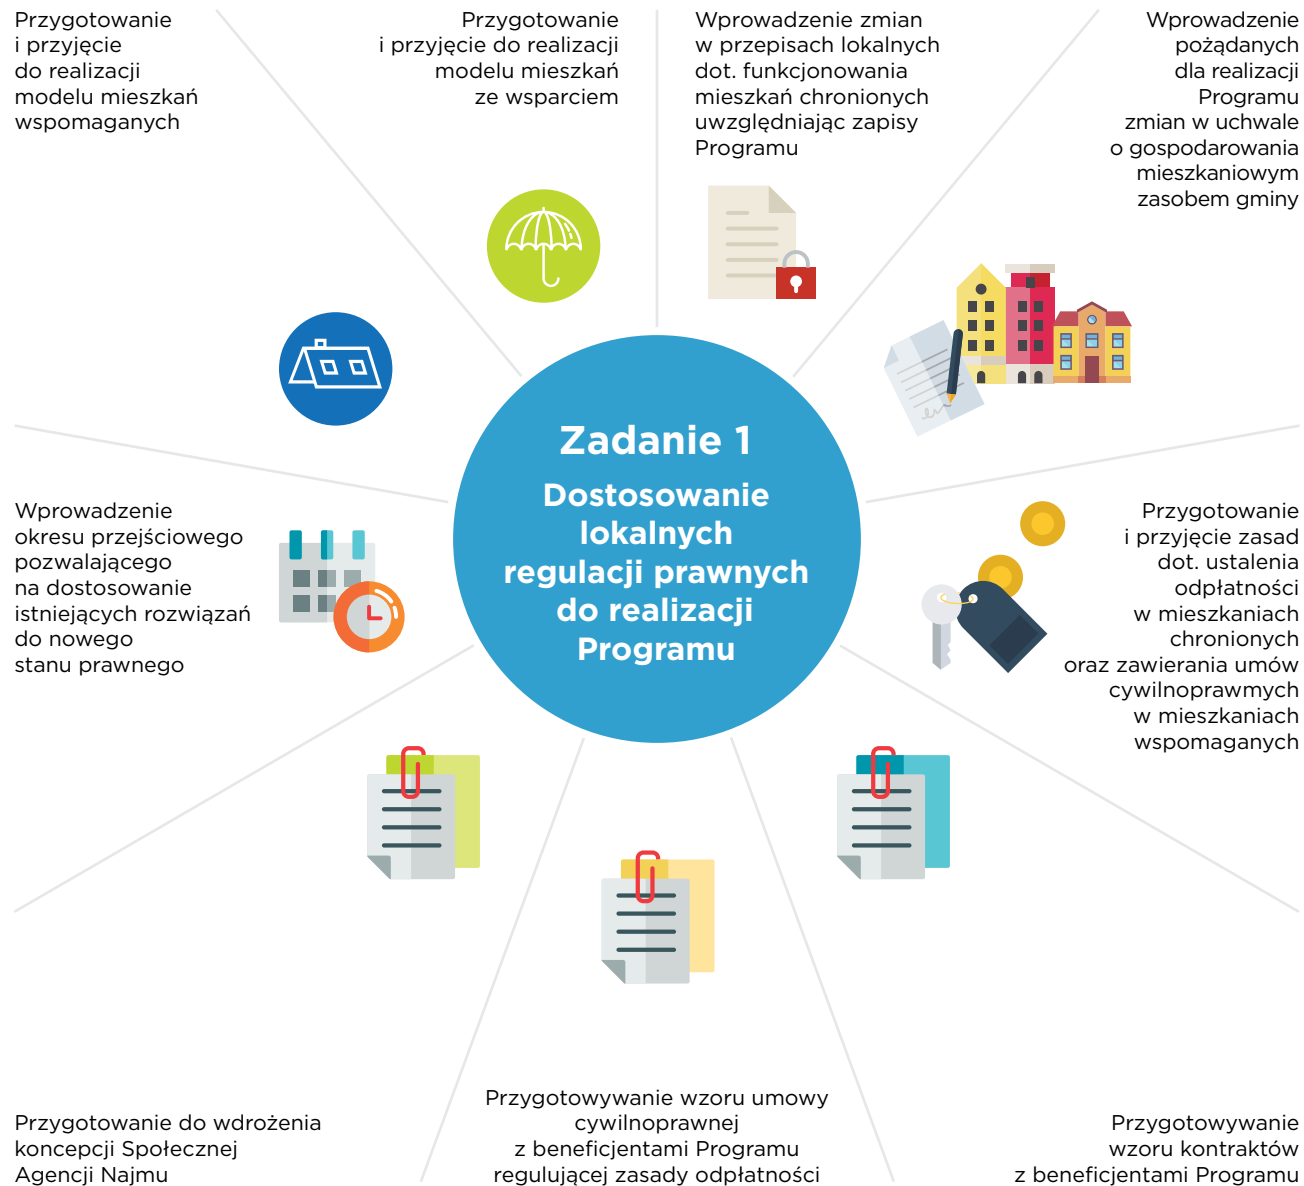 Przygotowanie
i przyjęcie
do realizacji
modelu mieszkań
wspomaganych
Przygotowanie
i przyjęcie do realizacji
modelu mieszkań
ze wsparciem
Wprowadzenie zmian
w przepisach lokalnych
dot. funkcjonowania
mieszkań chronionych
uwzględniając zapisy
Programu
Wprowadzenie
pożądanych
dla realizacji
Programu
zmian w uchwale
o gospodarowania
mieszkaniowym
zasobem gminy
Zadanie 1
Dostosowanie
lokalnych
regulacji prawnych
do realizacji
Programu
Wprowadzenie
okresu przejściowego
pozwalającego
na dostosowanie
istniejących rozwiązań
do nowego
stanu prawnego
Przygotowanie
i przyjęcie zasad
dot. ustalenia
odpłatności
w mieszkaniach
chronionych
oraz zawierania umów
cywilnoprawmych
w mieszkaniach
wspomaganych
Przygotowanie do wdrożenia
koncepcji Społecznej
Agencji Najmu
Przygotowywanie wzoru umowy
cywilnoprawnej
z beneficjentami Programu
regulującej zasady odpłatności
Przygotowywanie
wzoru kontraktów
z beneficjentami Programu